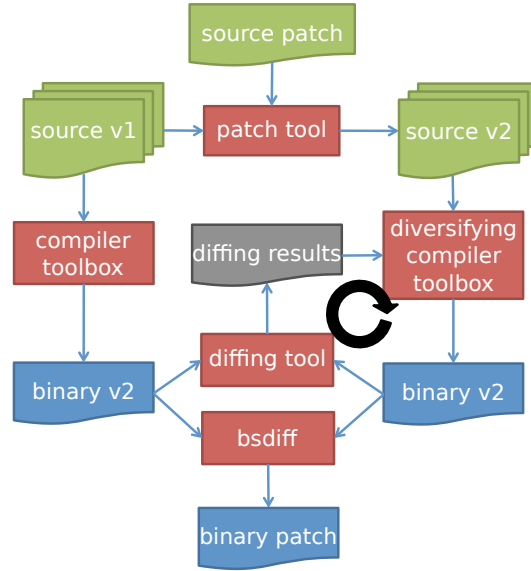 source patch
source v1
patch tool
source v2
compiler
toolbox
diffing results
diversifying
compiler
toolbox
diffing tool
binary v2
binary v2
bsdiff
binary patch